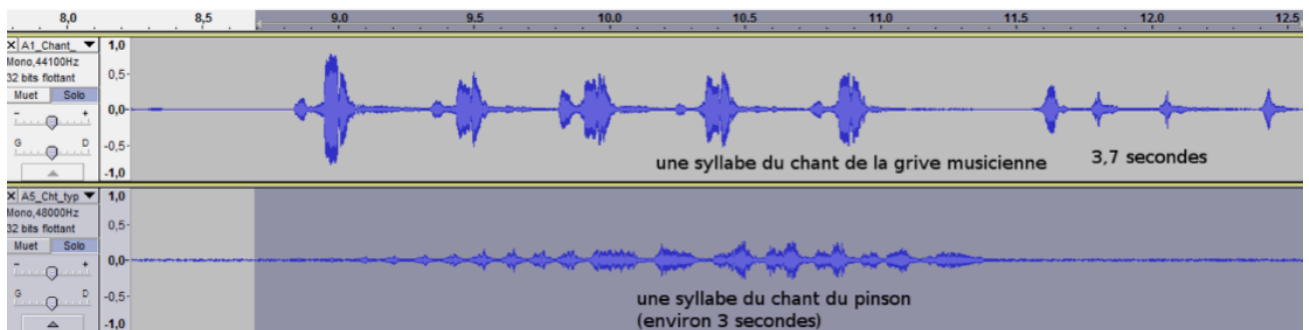 8,0 8,5 9,0 9,5 10,0 10,5 11,0 11,5 12,0 12,5
X A1_Chant_ ▼ 1,0
Mono,44100Hz
32 bits flottant 0,5-
Muet Solo
- + 0,0-
G D -0,5-
une syllabe du chant de la grive musicienne 3,7 secondes
-1,0
X A5_Cht_typ ▼ 1,0
Mono,48000Hz
32 bits flottant 0,5-
Muet Solo
- + 0,0-
G D -0,5-
une syllabe du chant du pinson
(environ 3 secondes)
-1,0